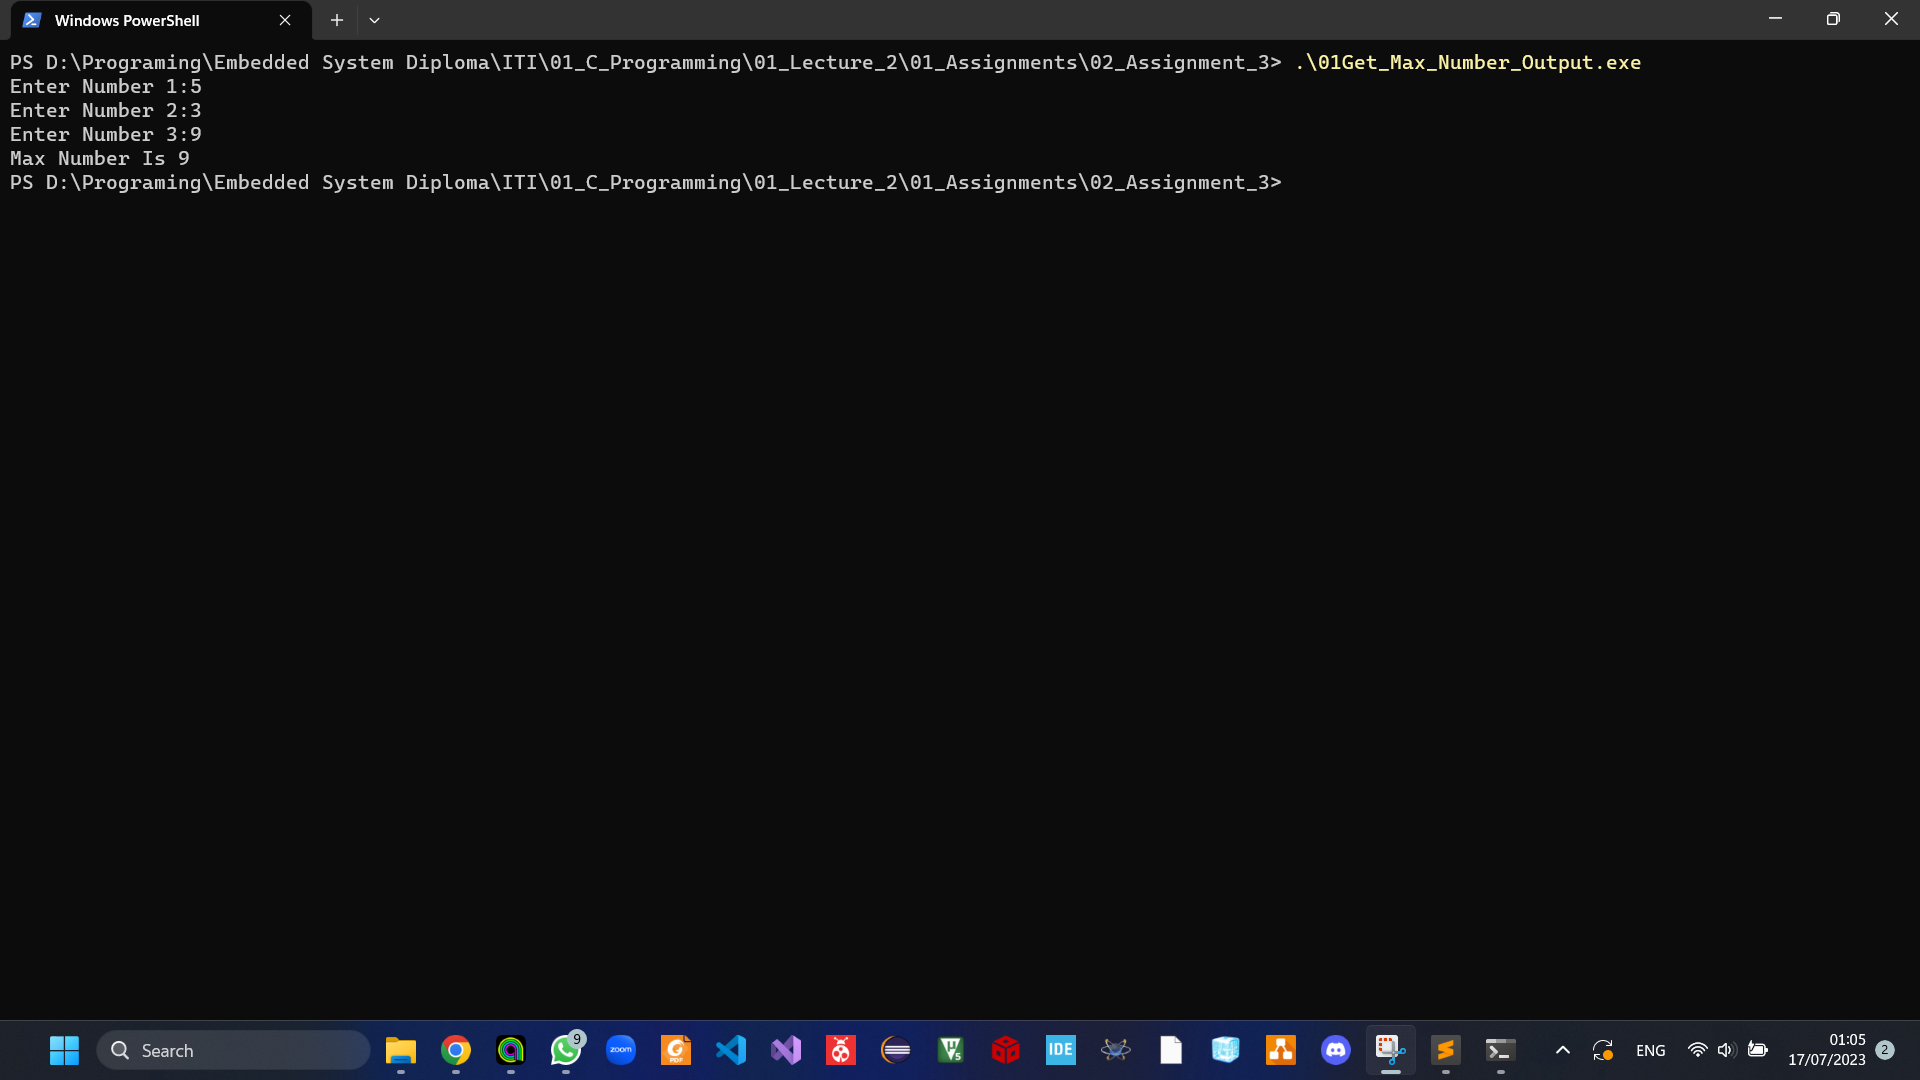 Windows PowerShell
PS D:\Programing\Embedded System Diploma\ITI\01_C_Programming\01_Lecture_2\01_Assignments\02_Assignment_3> .\01Get_Max_Number_Output.exe
Enter Number 1:5
Enter Number 2:3
Enter Number 3:9
Max Number Is 9
PS D:\Programing\Embedded System Diploma\ITI\01_C_Programming\01_Lecture_2\01_Assignments\02_Assignment_3>
Search
9
zoom
PDF
5
IDE
ENG
01:05
17/07/2023
2